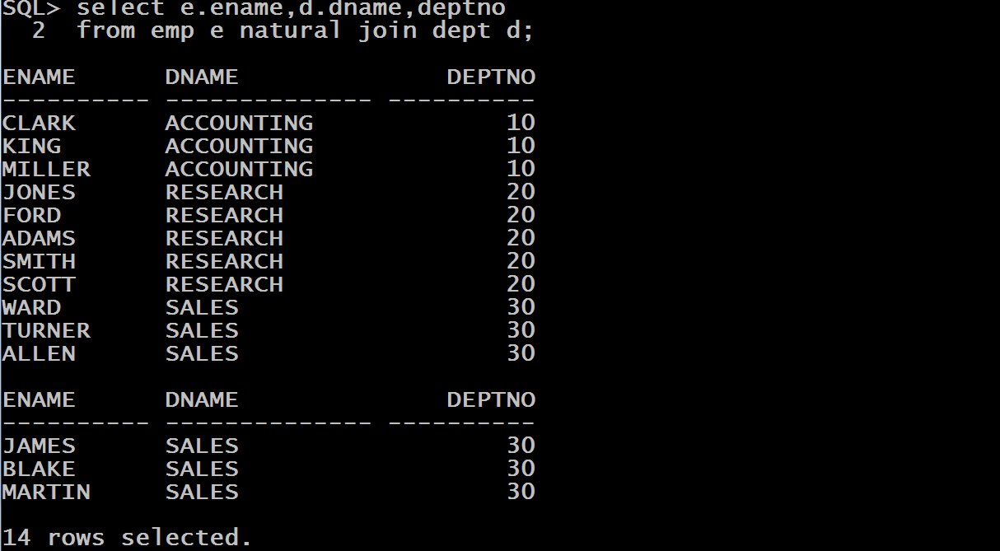 SQL> select e.ename,d.dname,deptno
  2  from emp e natural join dept d;

ENAME      DNAME              DEPTNO
---------- -------------- ----------
CLARK      ACCOUNTING             10
KING       ACCOUNTING             10
MILLER     ACCOUNTING             10
JONES      RESEARCH               20
FORD       RESEARCH               20
ADAMS      RESEARCH               20
SMITH      RESEARCH               20
SCOTT      RESEARCH               20
WARD       SALES                  30
TURNER     SALES                  30
ALLEN      SALES                  30

ENAME      DNAME              DEPTNO
---------- -------------- ----------
JAMES      SALES                  30
BLAKE      SALES                  30
MARTIN     SALES                  30

14 rows selected.